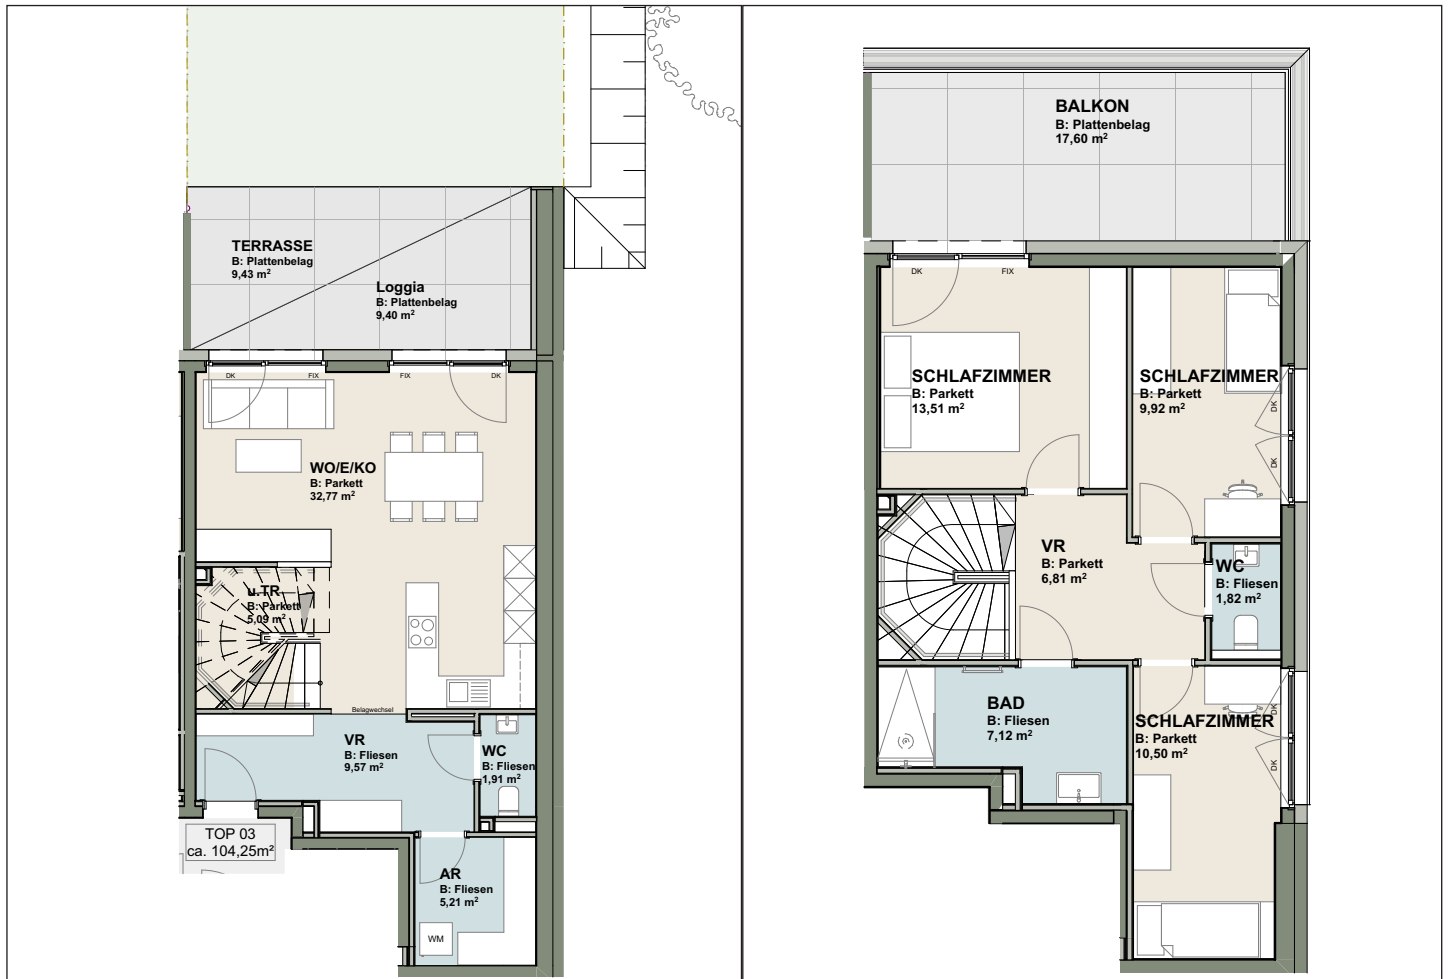 TERRASSE
B: Plattenbelag
9,43 m²
Loggia
B: Plattenbelag
9,40 m²
DK
FIX
FIX
DK
WO/E/KO
B: Parkett
32,77 m²
u.TR
B: Parkett
5,09 m²
Belagwechsel
VR
B: Fliesen
9,57 m²
WC
B: Fliesen
1,91 m²
TOP 03
ca. 104,25m²
AR
B: Fliesen
5,21 m²
WM
BALKON
B: Plattenbelag
17,60 m²
DK
FIX
SCHLAFZIMMER
B: Parkett
13,51 m²
SCHLAFZIMMER
B: Parkett
9,92 m²
DK
DK
VR
B: Parkett
6,81 m²
WC
B: Fliesen
1,82 m²
BAD
B: Fliesen
7,12 m²
SCHLAFZIMMER
B: Parkett
10,50 m²
DK
DK